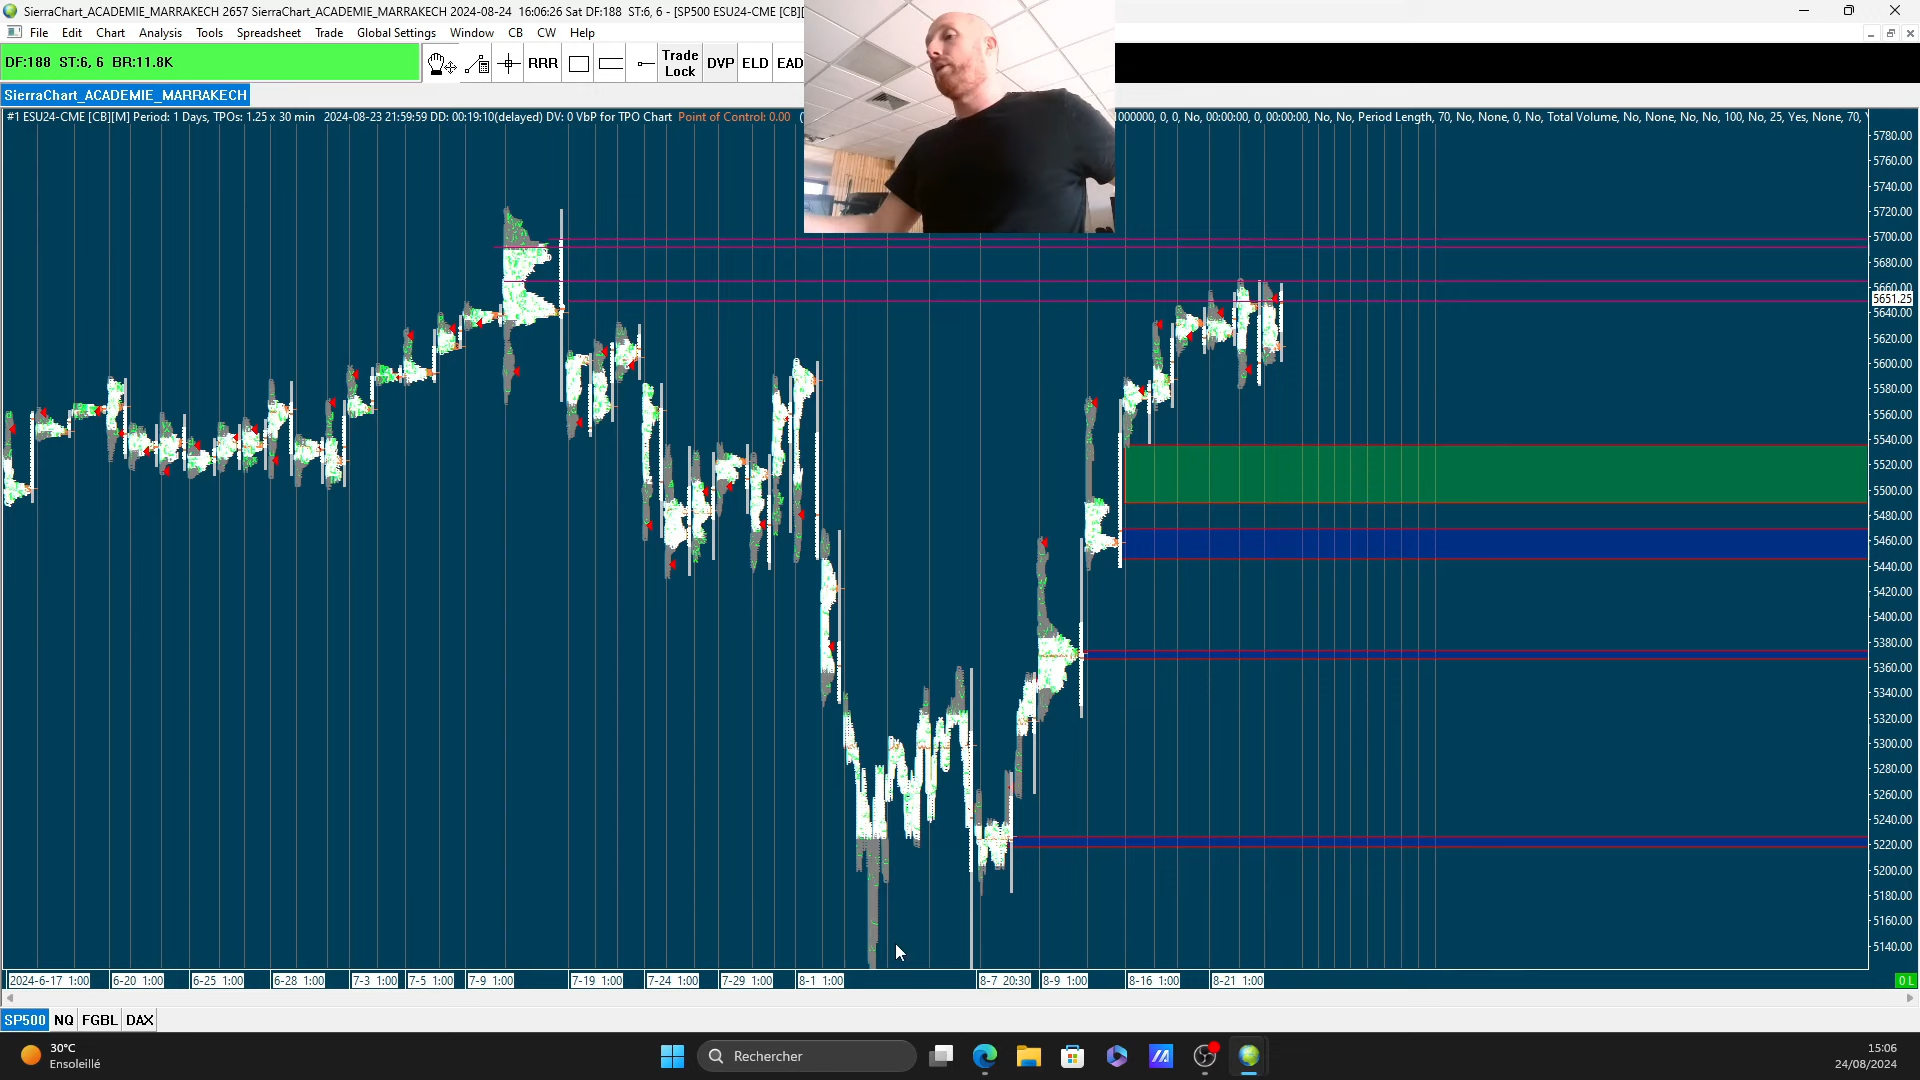 SierraChart_ACADEMIE_MARRAKECH 2657 SierraChart_ACADEMIE_MARRAKECH 2024-08-24 16:06:26 Sat DF:188 ST:6, 6 - [SP500 ESU24-CME [CB][
File Edit Chart Analysis Tools Spreadsheet Trade Global Settings Window CB CW Help
DF:188 ST:6, 6 BR:11.8K
RRR
Trade Lock
DVP ELD EAD
SierraChart_ACADEMIE_MARRAKECH
#1 ESU24-CME [CB][M] Period: 1 Days, TPOs: 1.25 x 30 min 2024-08-23 21:59:59 DD: 00:19:10(delayed) DV: 0 VbP for TPO Chart Point of Control: 0.00 (
1000000, 0, 0, No, 00:00:00, 0, 00:00:00, No, No, Period Length, 70, No, None, 0, No, Total Volume, No, None, No, No, 100, No, 25, Yes, None, 70,
5780.00
5760.00
5740.00
5720.00
5700.00
5680.00
5660.00
5651.25
5640.00
5620.00
5600.00
5580.00
5560.00
5540.00
5520.00
5500.00
5480.00
5460.00
5440.00
5420.00
5400.00
5380.00
5360.00
5340.00
5320.00
5300.00
5280.00
5260.00
5240.00
5220.00
5200.00
5180.00
5160.00
5140.00
2024-6-17 1:00 6-20 1:00 6-25 1:00 6-28 1:00 7-3 1:00 7-5 1:00 7-9 1:00 7-19 1:00 7-24 1:00 7-29 1:00 8-1 1:00 8-7 20:30 8-9 1:00 8-16 1:00 8-21 1:00 0 L
SP500 NQ FGBL DAX
30°C
Ensoleillé
Rechercher
15:06
24/08/2024